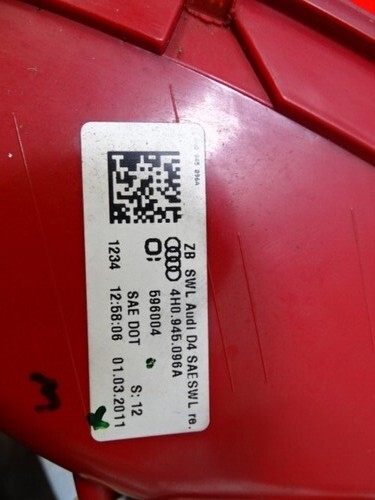 ZB SWL Audi D4 SAESWL re.
4H0.945.096A
596004
SAE DOT S: 12
1234 12:58:06 01.03.2011